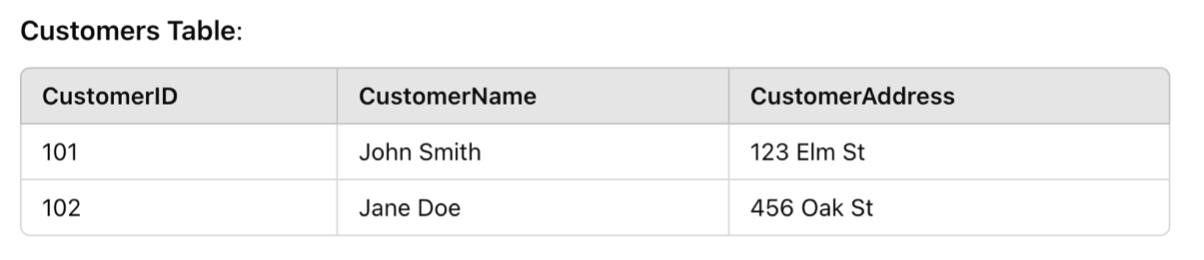 Customers Table:
CustomerID CustomerName CustomerAddress
101 John Smith 123 Elm St
102 Jane Doe 456 Oak St